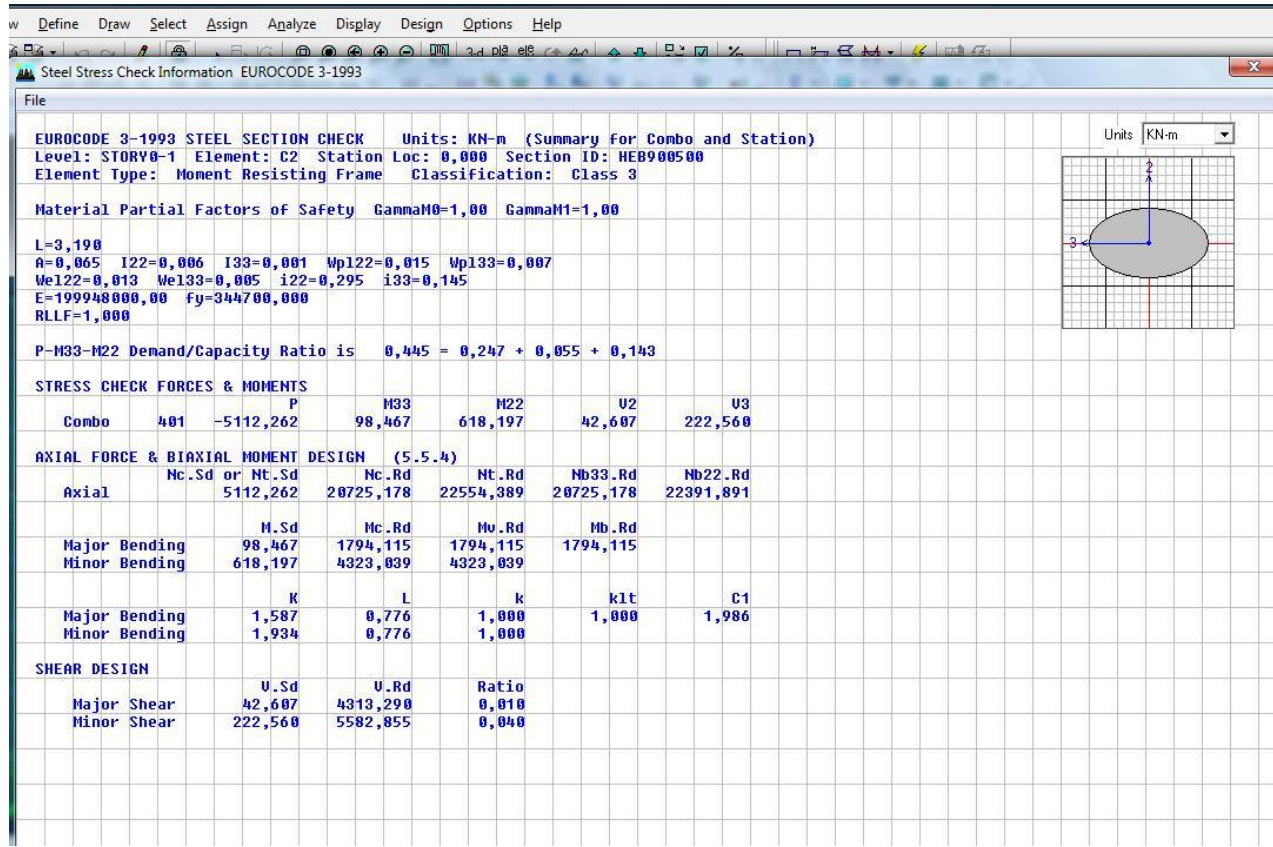 w Define Draw Select Assign Analyze Display Design Options Help
3-d
Steel Stress Check Information EUROCODE 3-1993
File
EUROCODE 3-1993 STEEL SECTION CHECK Units: KN-m (Summary for Combo and Station)
Level: STORY0-1 Element: C2 Station Loc: 0,000 Section ID: HEB900500
Element Type: Moment Resisting Frame Classification: Class 3
Material Partial Factors of Safety GammaM0=1,00 GammaM1=1,00
L=3,190
A=0,065 I22=0,006 I33=0,001 Wpl22=0,015 Wpl33=0,007
Wel22=0,013 Wel33=0,005 i22=0,295 i33=0,145
E=199948000,00 fy=344700,000
RLLF=1,000
P-M33-M22 Demand/Capacity Ratio is 0,445 = 0,247 + 0,055 + 0,143
STRESS CHECK FORCES & MOMENTS
P M33 M22 V2 V3
Combo 401 -5112,262 98,467 618,197 42,607 222,560
AXIAL FORCE & BIAXIAL MOMENT DESIGN (5.5.4)
Nc.Sd or Nt.Sd Nc.Rd Nt.Rd Nb33.Rd Nb22.Rd
Axial 5112,262 20725,178 22554,389 20725,178 22391,891
M.Sd Mc.Rd Mv.Rd Mb.Rd
Major Bending 98,467 1794,115 1794,115 1794,115
Minor Bending 618,197 4323,039 4323,039
K L k klt C1
Major Bending 1,587 0,776 1,000 1,000 1,986
Minor Bending 1,934 0,776 1,000
SHEAR DESIGN
V.Sd V.Rd Ratio
Major Shear 42,607 4313,290 0,010
Minor Shear 222,560 5582,855 0,040
Units KN-m
2
3